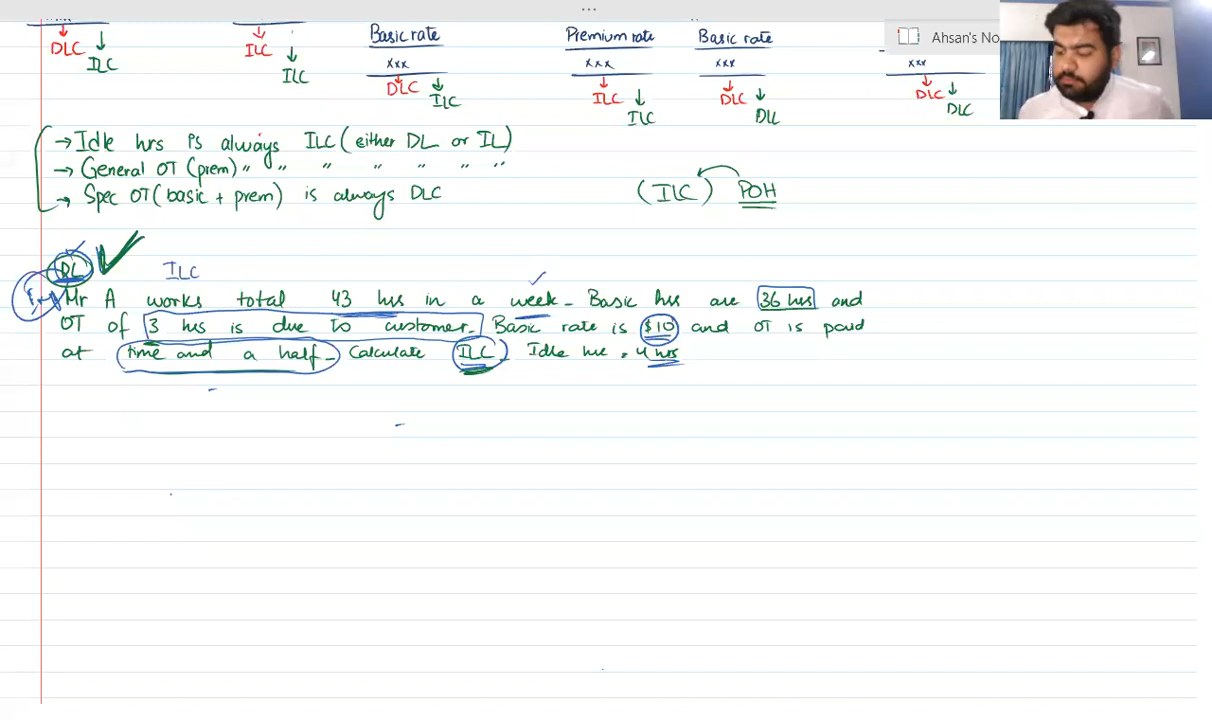 ...
Ahsan's No
Basic rate Premium rate Basic rate
xxx xxx xxx xxx
DLC ILC DLC ILC DLC DLC
ILC ILC ILC ILC DLC DLC
→ Idle hrs is always ILC (either DL or IL)
→ General OT (prem) " " " " " "
→ Spec OT (basic + prem) is always DLC
(ILC) POH
DL ILC
Mr A works total 43 hrs in a week - Basic hrs are 36 hrs and
OT of 3 hrs is due to customer. Basic rate is $10 and OT is paid
at time and a half - Calculate ILC. Idle hrs = 4 hrs